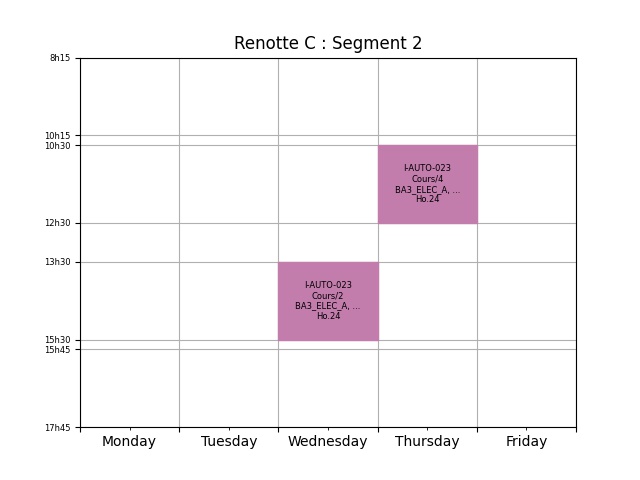 Renotte C : Segment 2
8h15
10h15
10h30
I-AUTO-023
Cours/4
BA3_ELEC_A, ...
Ho.24
12h30
13h30
I-AUTO-023
Cours/2
BA3_ELEC_A, ...
Ho.24
15h30
15h45
17h45
Monday Tuesday Wednesday Thursday Friday